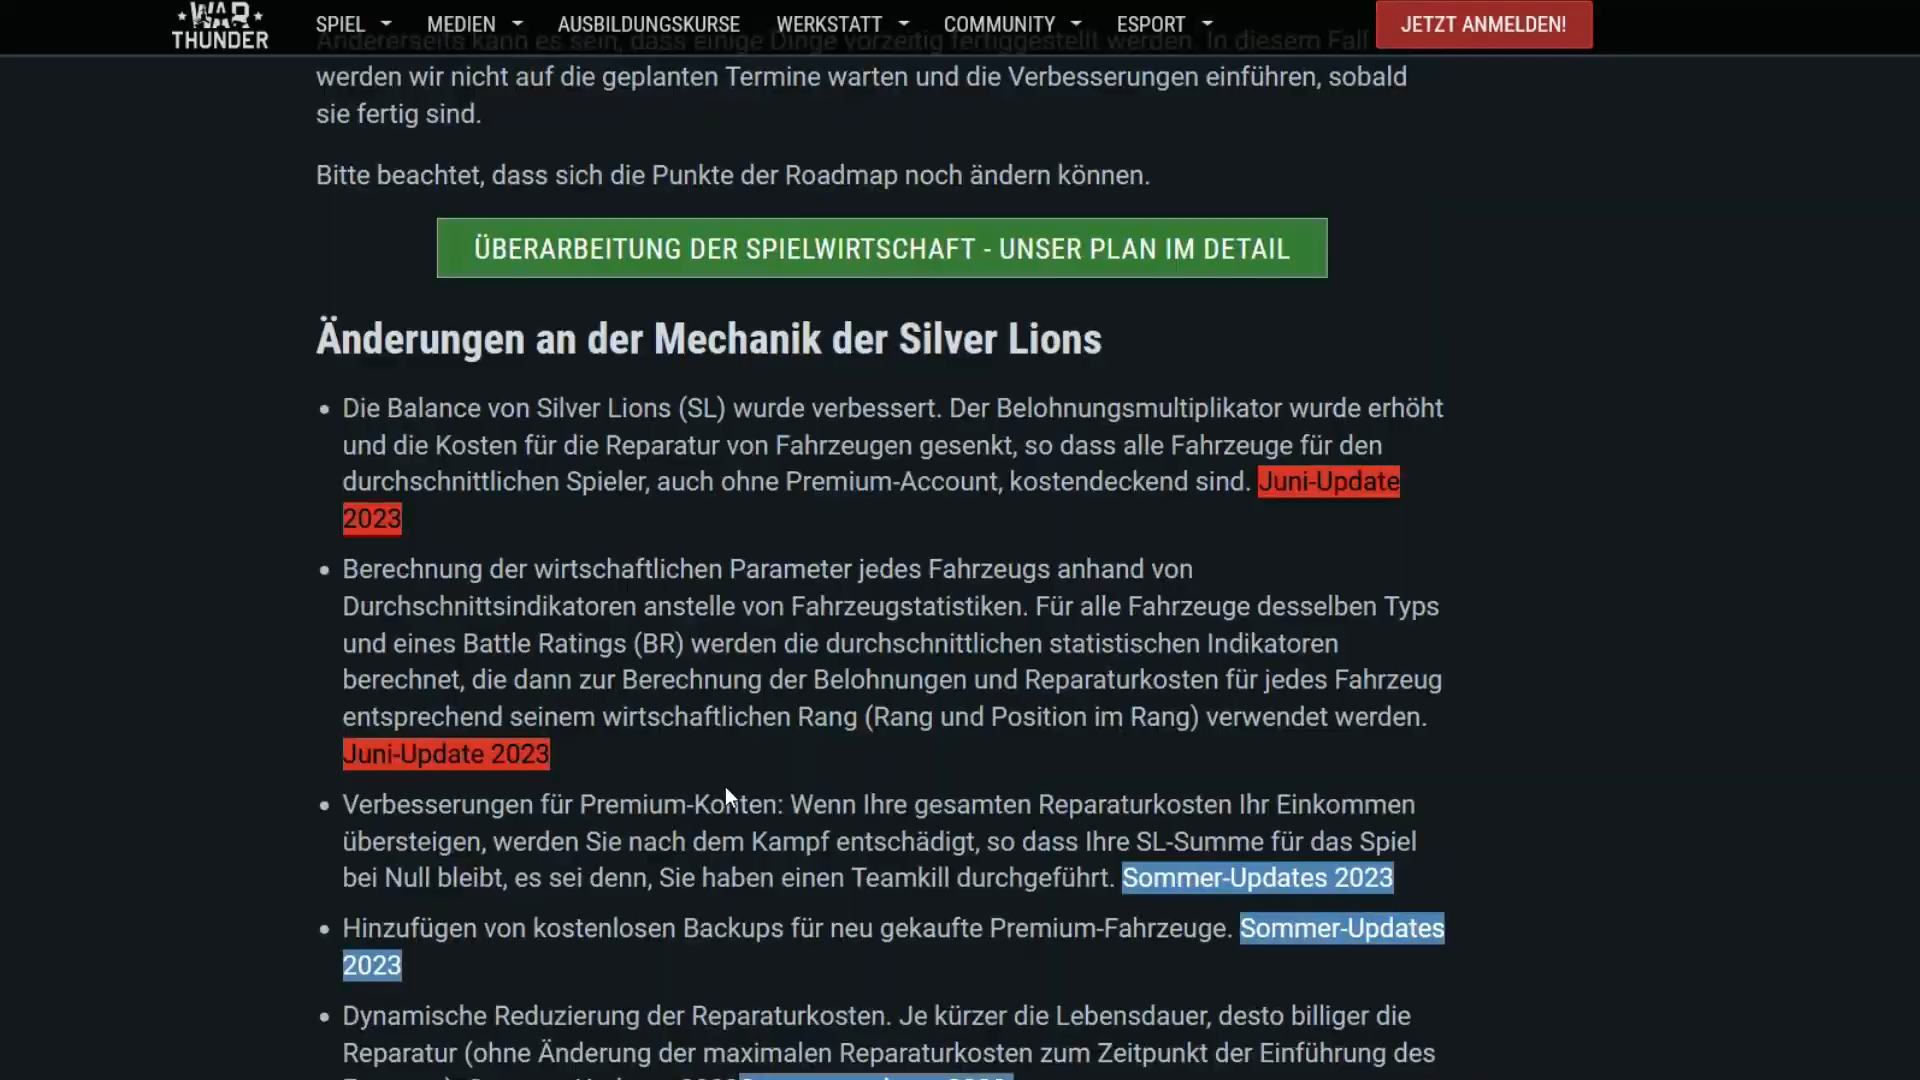 WAR
THUNDER
SPIEL
MEDIEN
AUSBILDUNGSKURSE
WERKSTATT
COMMUNITY
ESPORT
JETZT ANMELDEN!
Andererseits kann es sein, dass einige Dinge vorzeitig fertiggestellt werden. In diesem Fall
werden wir nicht auf die geplanten Termine warten und die Verbesserungen einführen, sobald
sie fertig sind.
Bitte beachtet, dass sich die Punkte der Roadmap noch ändern können.
ÜBERARBEITUNG DER SPIELWIRTSCHAFT - UNSER PLAN IM DETAIL
Änderungen an der Mechanik der Silver Lions
• Die Balance von Silver Lions (SL) wurde verbessert. Der Belohnungsmultiplikator wurde erhöht
und die Kosten für die Reparatur von Fahrzeugen gesenkt, so dass alle Fahrzeuge für den
durchschnittlichen Spieler, auch ohne Premium-Account, kostendeckend sind. Juni-Update
2023
• Berechnung der wirtschaftlichen Parameter jedes Fahrzeugs anhand von
Durchschnittsindikatoren anstelle von Fahrzeugstatistiken. Für alle Fahrzeuge desselben Typs
und eines Battle Ratings (BR) werden die durchschnittlichen statistischen Indikatoren
berechnet, die dann zur Berechnung der Belohnungen und Reparaturkosten für jedes Fahrzeug
entsprechend seinem wirtschaftlichen Rang (Rang und Position im Rang) verwendet werden.
Juni-Update 2023
• Verbesserungen für Premium-Konten: Wenn Ihre gesamten Reparaturkosten Ihr Einkommen
übersteigen, werden Sie nach dem Kampf entschädigt, so dass Ihre SL-Summe für das Spiel
bei Null bleibt, es sei denn, Sie haben einen Teamkill durchgeführt. Sommer-Updates 2023
• Hinzufügen von kostenlosen Backups für neu gekaufte Premium-Fahrzeuge. Sommer-Updates
2023
• Dynamische Reduzierung der Reparaturkosten. Je kürzer die Lebensdauer, desto billiger die
Reparatur (ohne Änderung der maximalen Reparaturkosten zum Zeitpunkt der Einführung des